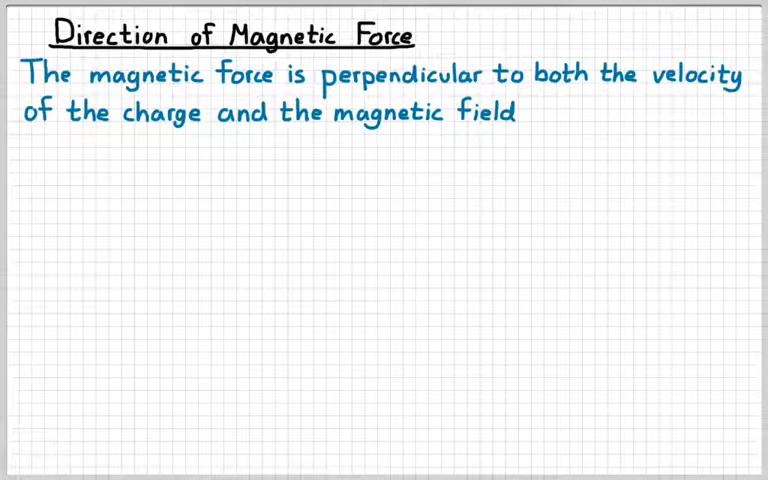 Direction of Magnetic Force
The magnetic force is perpendicular to both the velocity
of the charge and the magnetic field